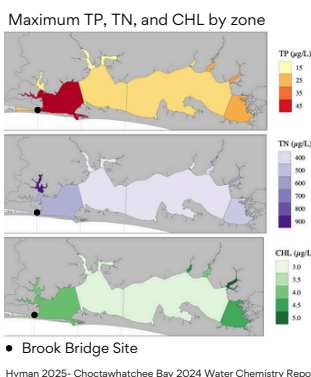 Maximum TP, TN, and CHL by zone
TP (µg/L)
15
25
35
45
TN (µg/L)
400
500
600
700
800
900
CHL (µg/L)
3.0
3.5
4.0
4.5
5.0
• Brook Bridge Site
Hyman 2025- Choctawhatchee Bay 2024 Water Chemistry Repo